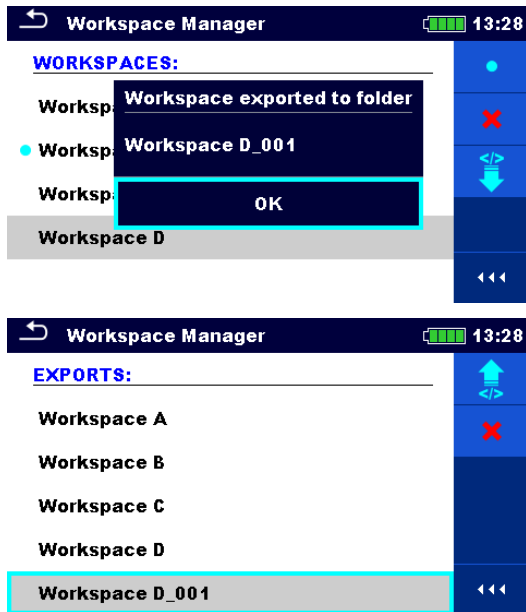 Workspace Manager 13:28
WORKSPACES:
Worksp
Workspace exported to folder
Worksp
Workspace D_001
Worksp
OK
Workspace D
Workspace Manager 13:28
EXPORTS:
</>
Workspace A
Workspace B
Workspace C
Workspace D
Workspace D_001